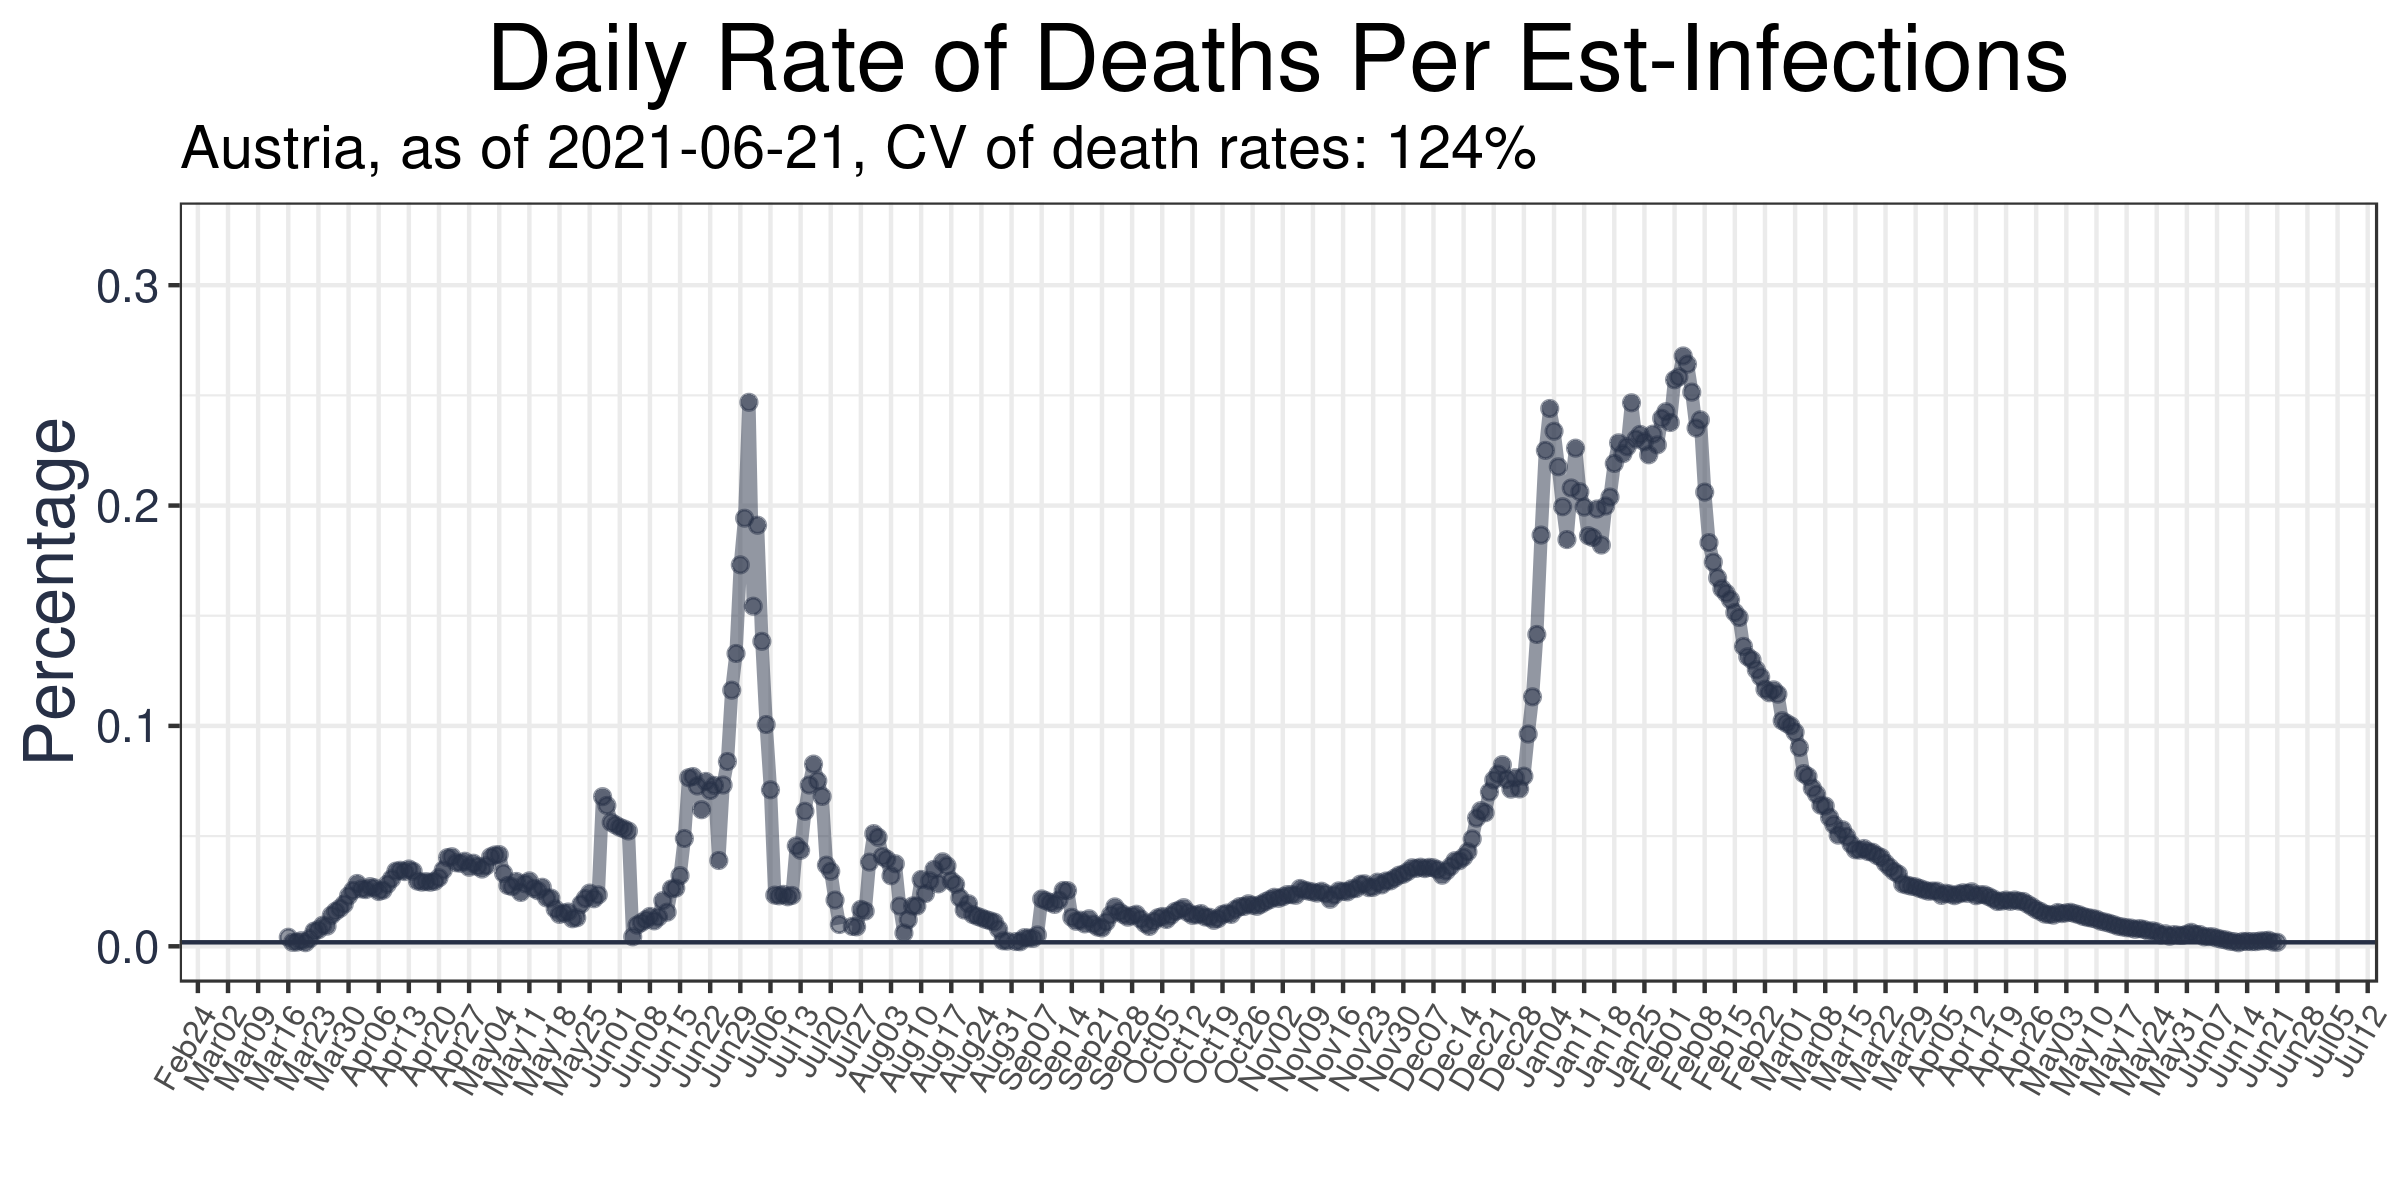 Daily Rate of Deaths Per Est-Infections
Austria, as of 2021-06-21, CV of death rates: 124%
Percentage
0.3
0.2
0.1
0.0
Feb24
Mar02
Mar09
Mar16
Mar23
Mar30
Apr06
Apr13
Apr20
Apr27
May04
May11
May18
May25
Jun01
Jun08
Jun15
Jun22
Jun29
Jul06
Jul13
Jul20
Jul27
Aug03
Aug10
Aug17
Aug24
Aug31
Sep07
Sep14
Sep21
Sep28
Oct05
Oct12
Oct19
Oct26
Nov02
Nov09
Nov16
Nov23
Nov30
Dec07
Dec14
Dec21
Dec28
Jan04
Jan11
Jan18
Jan25
Feb01
Feb08
Feb15
Feb22
Mar01
Mar08
Mar15
Mar22
Mar29
Apr05
Apr12
Apr19
Apr26
May03
May10
May17
May24
May31
Jun07
Jun14
Jun21
Jun28
Jul05
Jul12